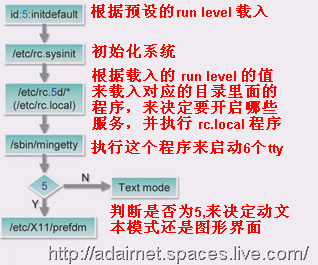 id:5:initdefault
根据预设的run level 载入
/etc/rc.sysinit
初始化系统
/etc/rc.5d/*
(/etc/rc.local)
根据载入的 run level 的值
来载入对应的目录里面的
程序，来决定要开启哪些
服务，并执行 rc.local 程序
/sbin/mingetty
执行这个程序来启动6个tty
5
N
Text mode
Y
判断是否为5,来决定动文
本模式还是图形界面
/etc/X11/prefdm
http://adairnet.spaces.live.com/